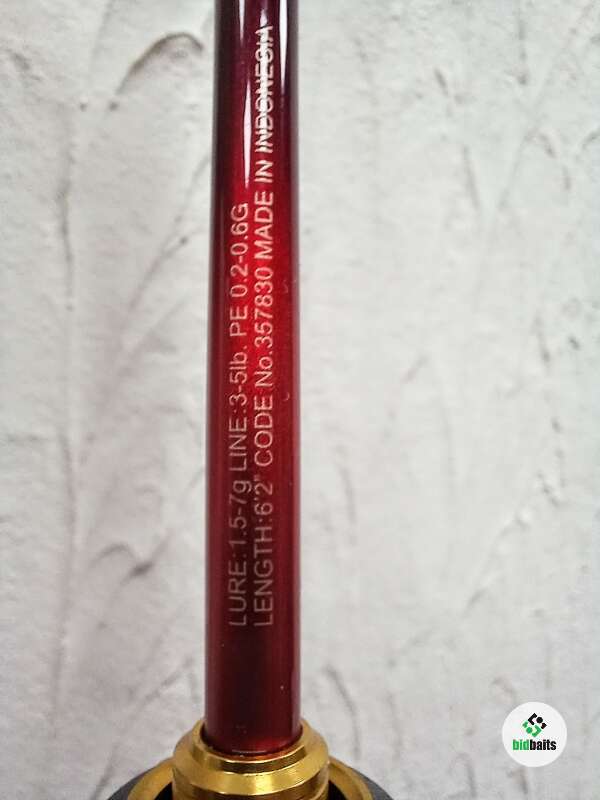 LURE:1.5-7g LINE:3-5lb. PE 0.2-0.6G
LENGTH:6'2" CODE No.357830 MADE IN INDONESIA
bidbaits